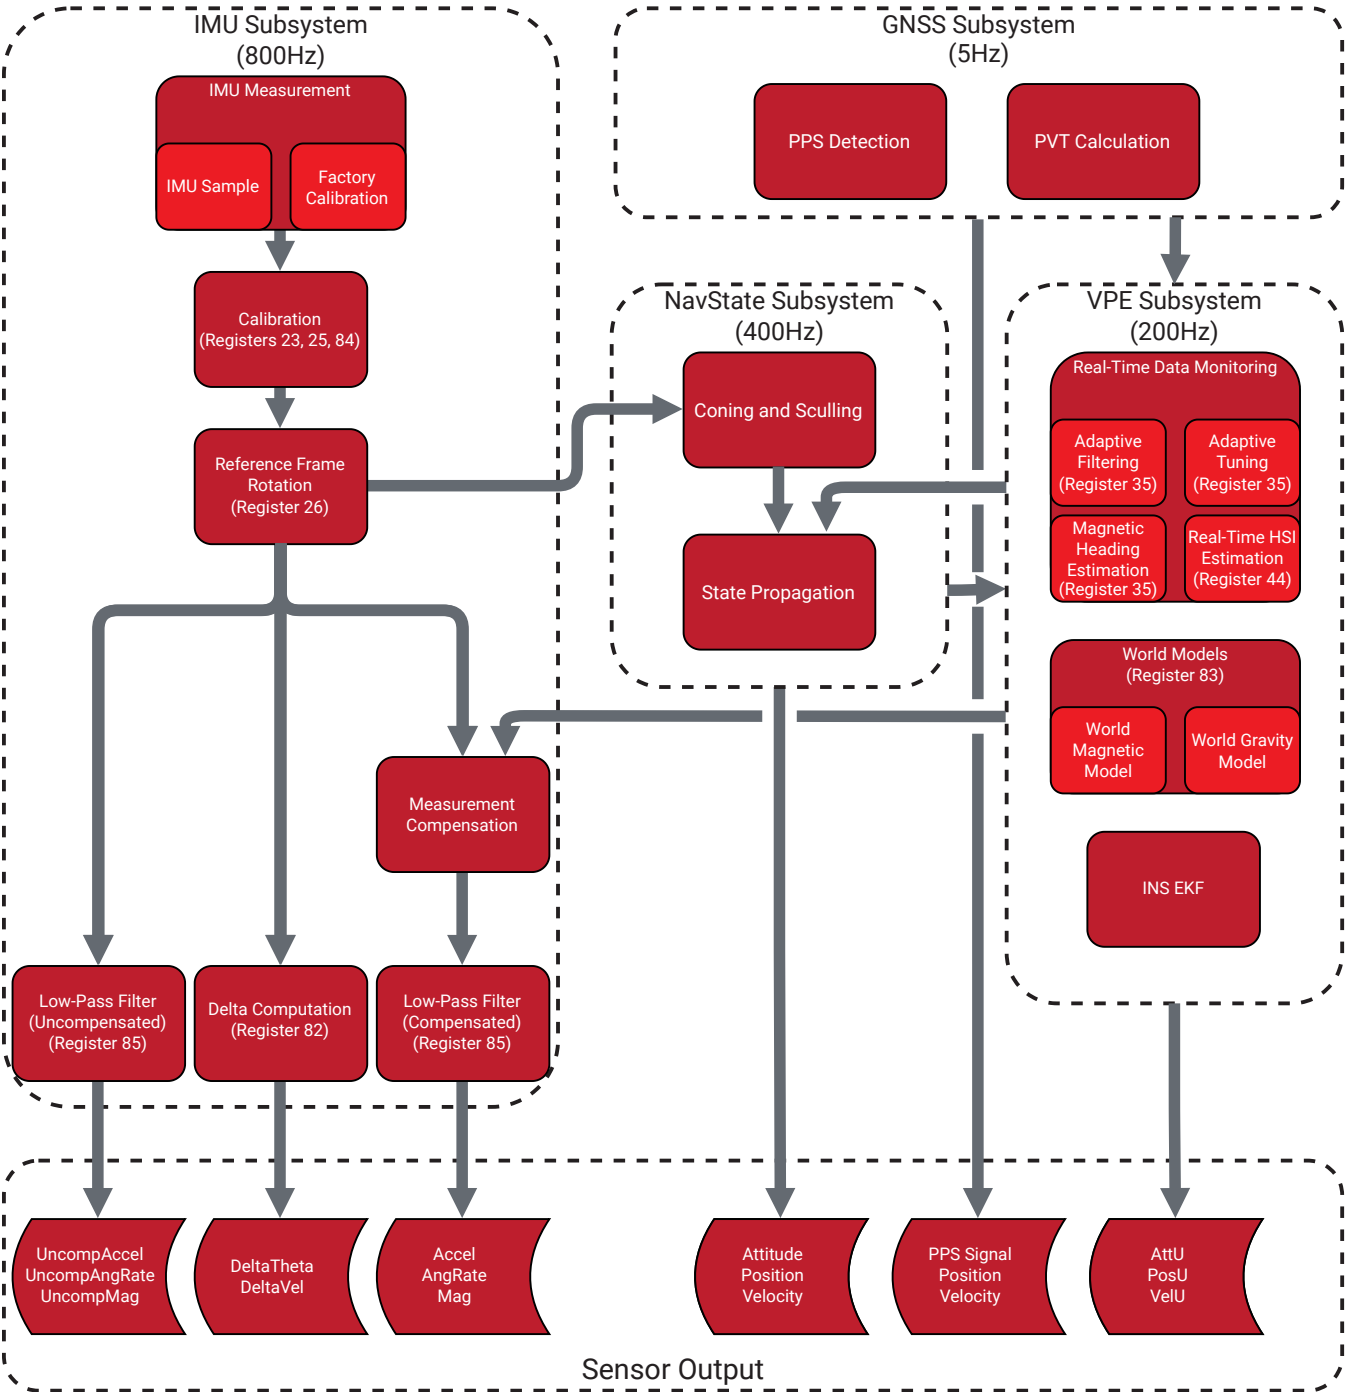 IMU Subsystem
(800Hz)
IMU Measurement
IMU Sample
Factory
Calibration
Calibration
(Registers 23, 25, 84)
Reference Frame
Rotation
(Register 26)
Measurement
Compensation
Low-Pass Filter
(Uncompensated)
(Register 85)
Delta Computation
(Register 82)
Low-Pass Filter
(Compensated)
(Register 85)
GNSS Subsystem
(5Hz)
PPS Detection
PVT Calculation
NavState Subsystem
(400Hz)
Coning and Sculling
State Propagation
VPE Subsystem
(200Hz)
Real-Time Data Monitoring
Adaptive
Filtering
(Register 35)
Adaptive
Tuning
(Register 35)
Magnetic
Heading
Estimation
(Register 35)
Real-Time HSI
Estimation
(Register 44)
World Models
(Register 83)
World
Magnetic
Model
World Gravity
Model
INS EKF
UncompAccel
UncompAngRate
UncompMag
DeltaTheta
DeltaVel
Accel
AngRate
Mag
Attitude
Position
Velocity
PPS Signal
Position
Velocity
AttU
PosU
VelU
Sensor Output